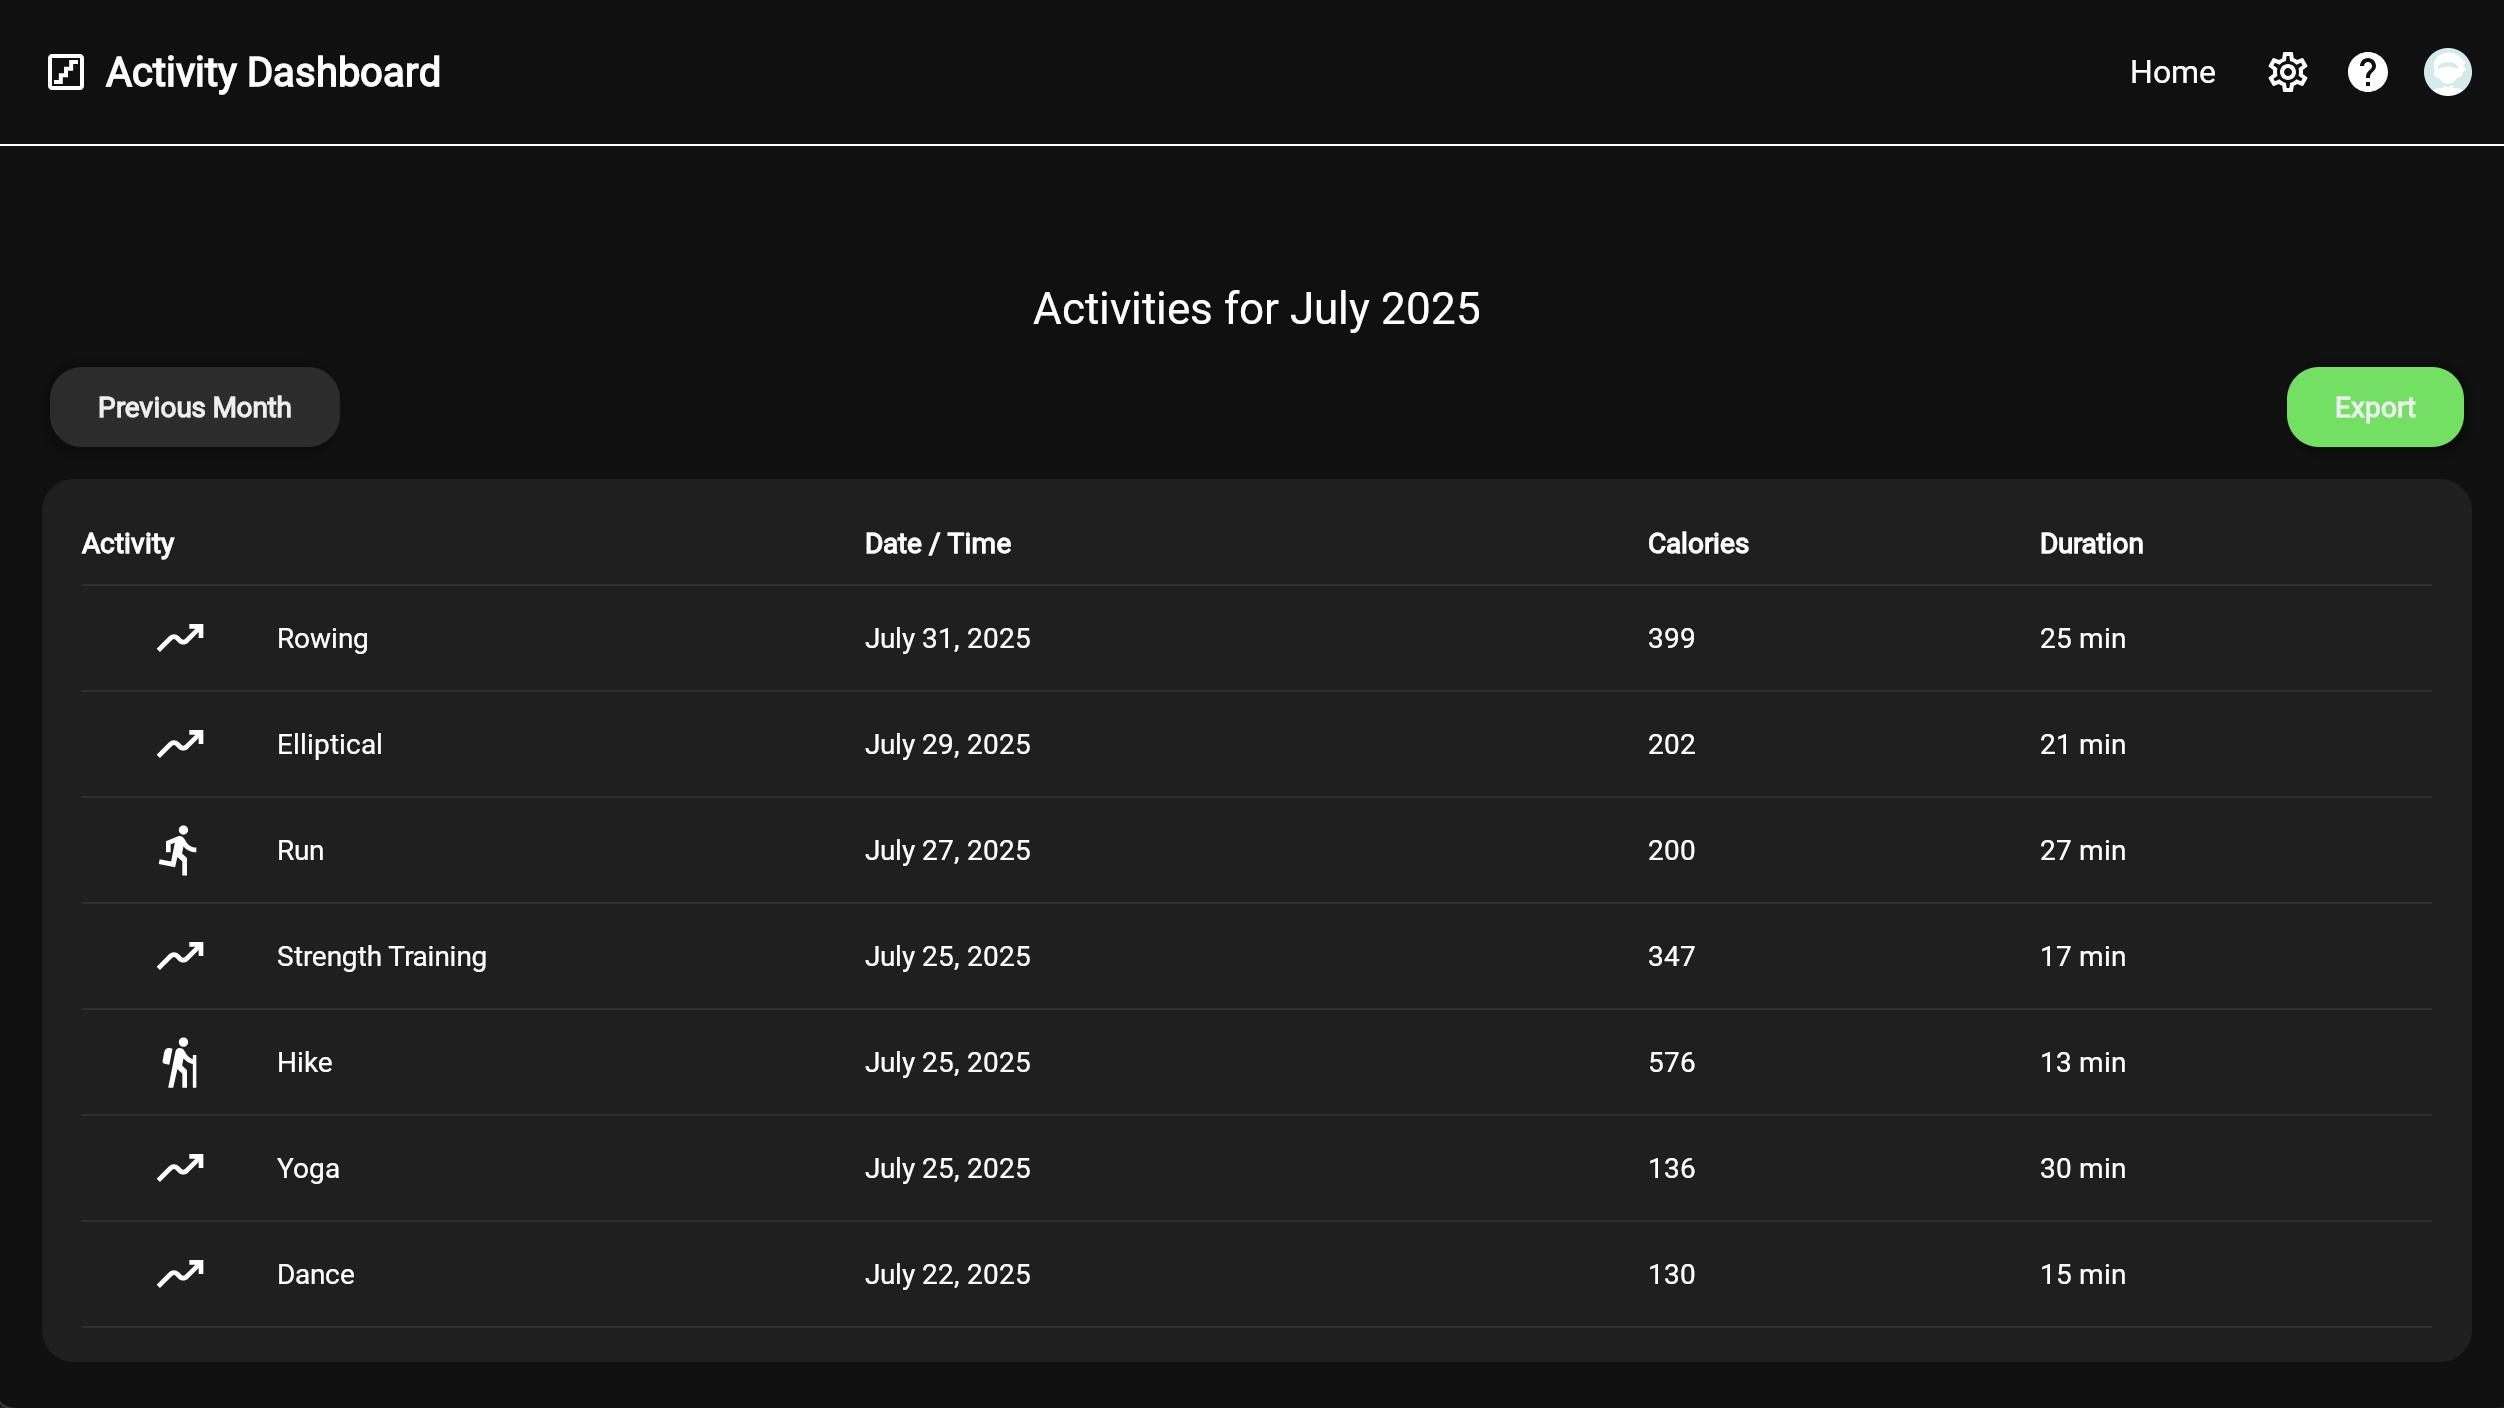 Activity Dashboard
Home
Activities for July 2025
Previous Month
Export
Activity Date / Time Calories Duration
Rowing July 31, 2025 399 25 min
Elliptical July 29, 2025 202 21 min
Run July 27, 2025 200 27 min
Strength Training July 25, 2025 347 17 min
Hike July 25, 2025 576 13 min
Yoga July 25, 2025 136 30 min
Dance July 22, 2025 130 15 min